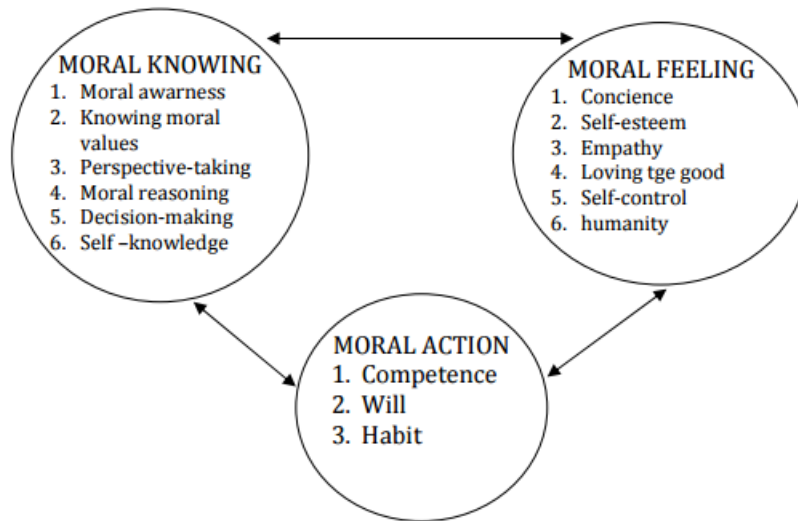 MORAL KNOWING
1. Moral awarness
2. Knowing moral
values
3. Perspective-taking
4. Moral reasoning
5. Decision-making
6. Self –knowledge
MORAL FEELING
1. Concience
2. Self-esteem
3. Empathy
4. Loving tge good
5. Self-control
6. humanity
MORAL ACTION
1. Competence
2. Will
3. Habit